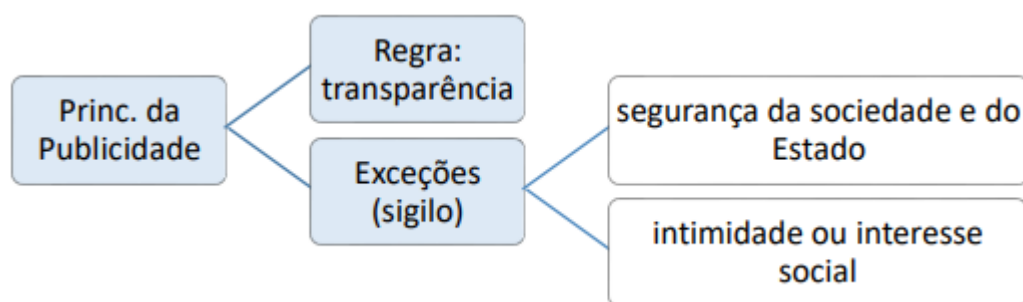 Princ. da
Publicidade
Regra:
transparência
Exceções
(sigilo)
segurança da sociedade e do
Estado
intimidade ou interesse
social